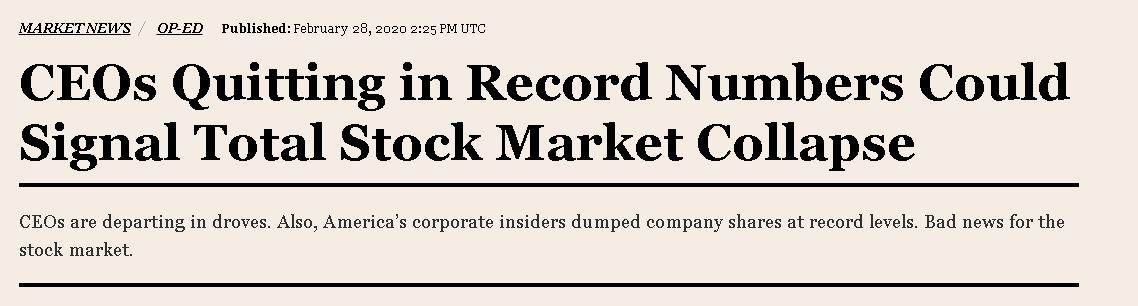 MARKET NEWS / OP-ED Published: February 28, 2020 2:25 PM UTC
CEOs Quitting in Record Numbers Could
Signal Total Stock Market Collapse
CEOs are departing in droves. Also, America's corporate insiders dumped company shares at record levels. Bad news for the
stock market.